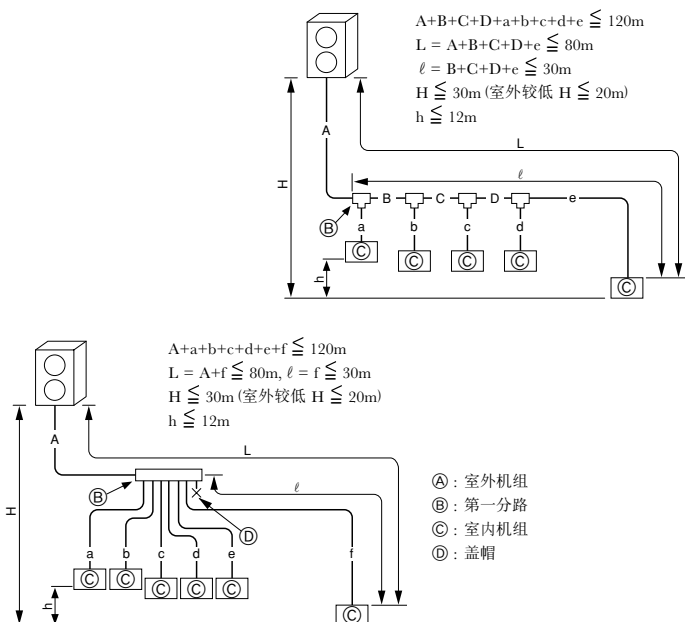 A+B+C+D+a+b+c+d+e ≦ 120m
L = A+B+C+D+e ≦ 80m
ℓ = B+C+D+e ≦ 30m
H ≦ 30m (室外较低 H ≦ 20m)
h ≦ 12m
A
L
H
ℓ
B C D e
Ⓑ
a b c d
Ⓒ
Ⓒ Ⓒ Ⓒ
h
Ⓒ
A+a+b+c+d+e+f ≦ 120m
L = A+f ≦ 80m, ℓ = f ≦ 30m
H ≦ 30m (室外较低 H ≦ 20m)
h ≦ 12m
A
L
H
Ⓑ
ℓ
Ⓓ
a b c d e f
Ⓒ Ⓒ Ⓒ Ⓒ Ⓒ
h
Ⓒ
Ⓐ : 室外机组
Ⓑ : 第一分路
Ⓒ : 室内机组
Ⓓ : 盖帽